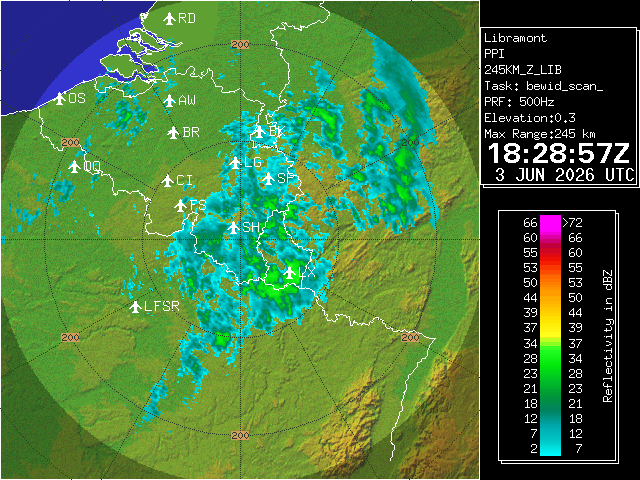 Libramont
PPI
245KM_Z_LIB
Task: bewid_scan_
PRF: 500Hz
Elevation:0.3
Max Range:245 km
18:28:57Z
3 JUN 2026 UTC
RD
200
OS
AW
BR
BK
200
200
OO
LG
CI
SP
FS
SH
LX
LFSR
200
200
200
66 >72
60 66
55 60
53 55
50 53
44 50
39 44
37 39
34 37
28 34
23 28
21 23
18 21
12 18
7 12
2 7
Reflectivity in dBZ